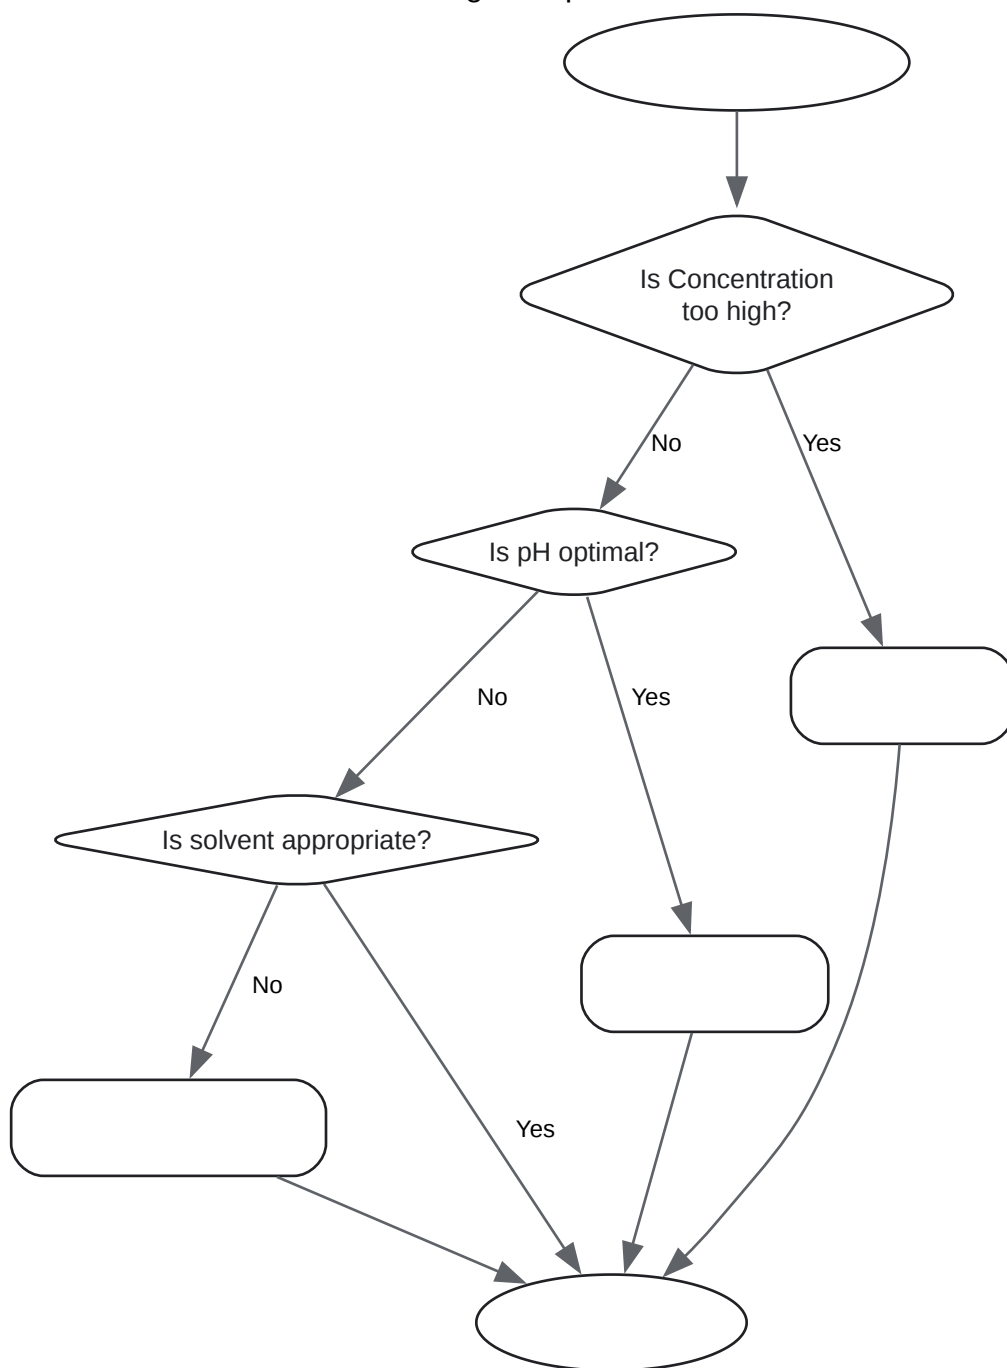 Is Concentration
too high?
No
Yes
Is pH optimal?
No
Yes
Is solvent appropriate?
No
Yes